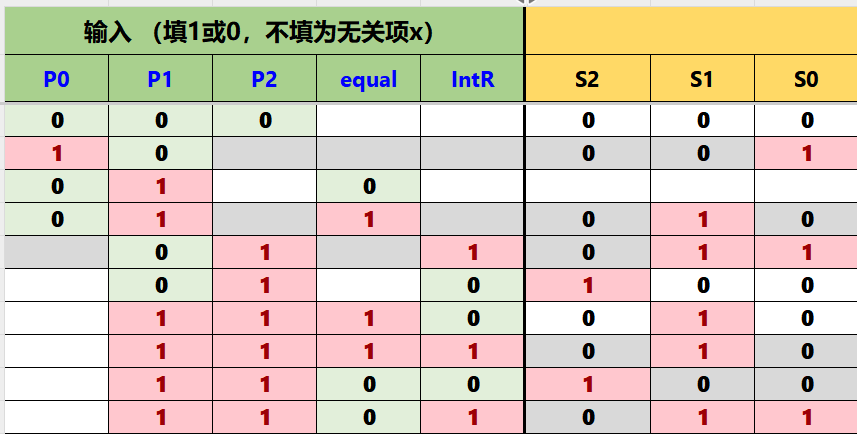 输入 （填1或0，不填为无关项x）
P0 P1 P2 equal IntR S2 S1 S0
0 0 0 0 0 0
1 0 0 0 1
0 1 0
0 1 1 0 1 0
0 1 1 0 1 1
0 1 0 1 0 0
1 1 1 0 0 1 0
1 1 1 1 0 1 0
1 1 0 0 1 0 0
1 1 0 1 0 1 1